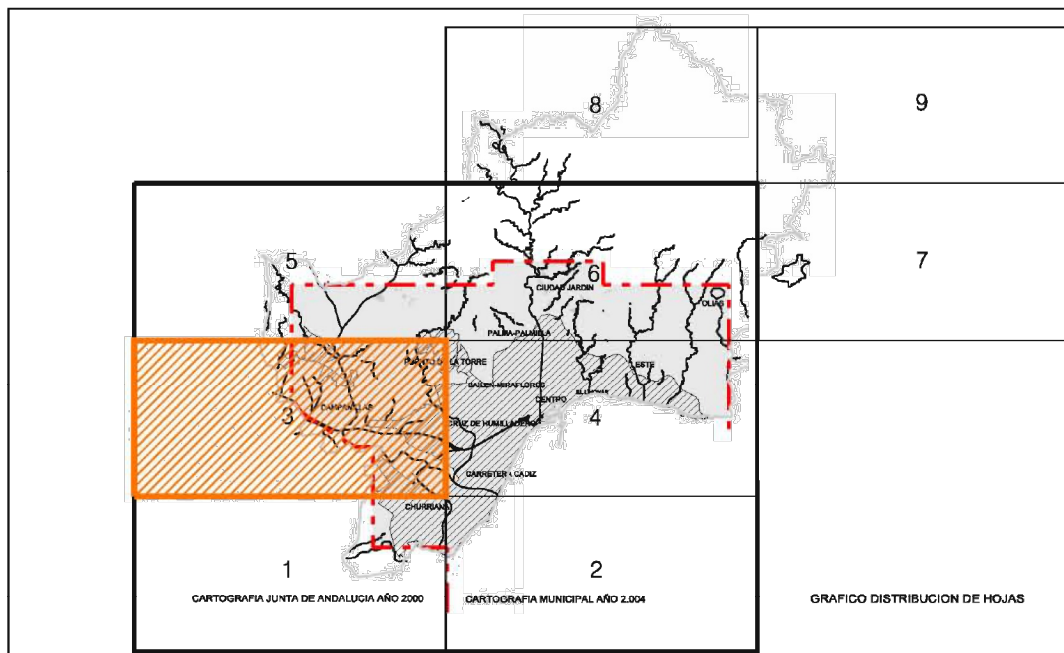 8
9
5
6
7
CIUDAD JARDIN
OLIAS
PALMA-PALMILLA
PUERTO DE LA TORRE
ESTE
BAILEN-MIRAFLORES
CAMPANILLAS
CENTRO
3
4
CRUZ DE HUMILLADERO
CARRETERA CADIZ
CHURRIANA
1
2
CARTOGRAFIA JUNTA DE ANDALUCIA AÑO 2000
CARTOGRAFIA MUNICIPAL AÑO 2.004
GRAFICO DISTRIBUCION DE HOJAS